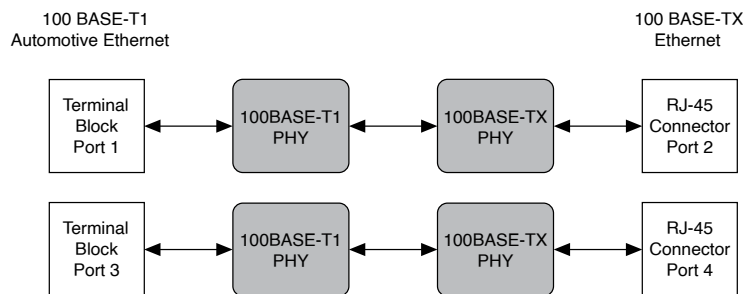 100 BASE-T1
Automotive Ethernet
100 BASE-TX
Ethernet
Terminal
Block
Port 1
100BASE-T1
PHY
100BASE-TX
PHY
RJ-45
Connector
Port 2
Terminal
Block
Port 3
100BASE-T1
PHY
100BASE-TX
PHY
RJ-45
Connector
Port 4